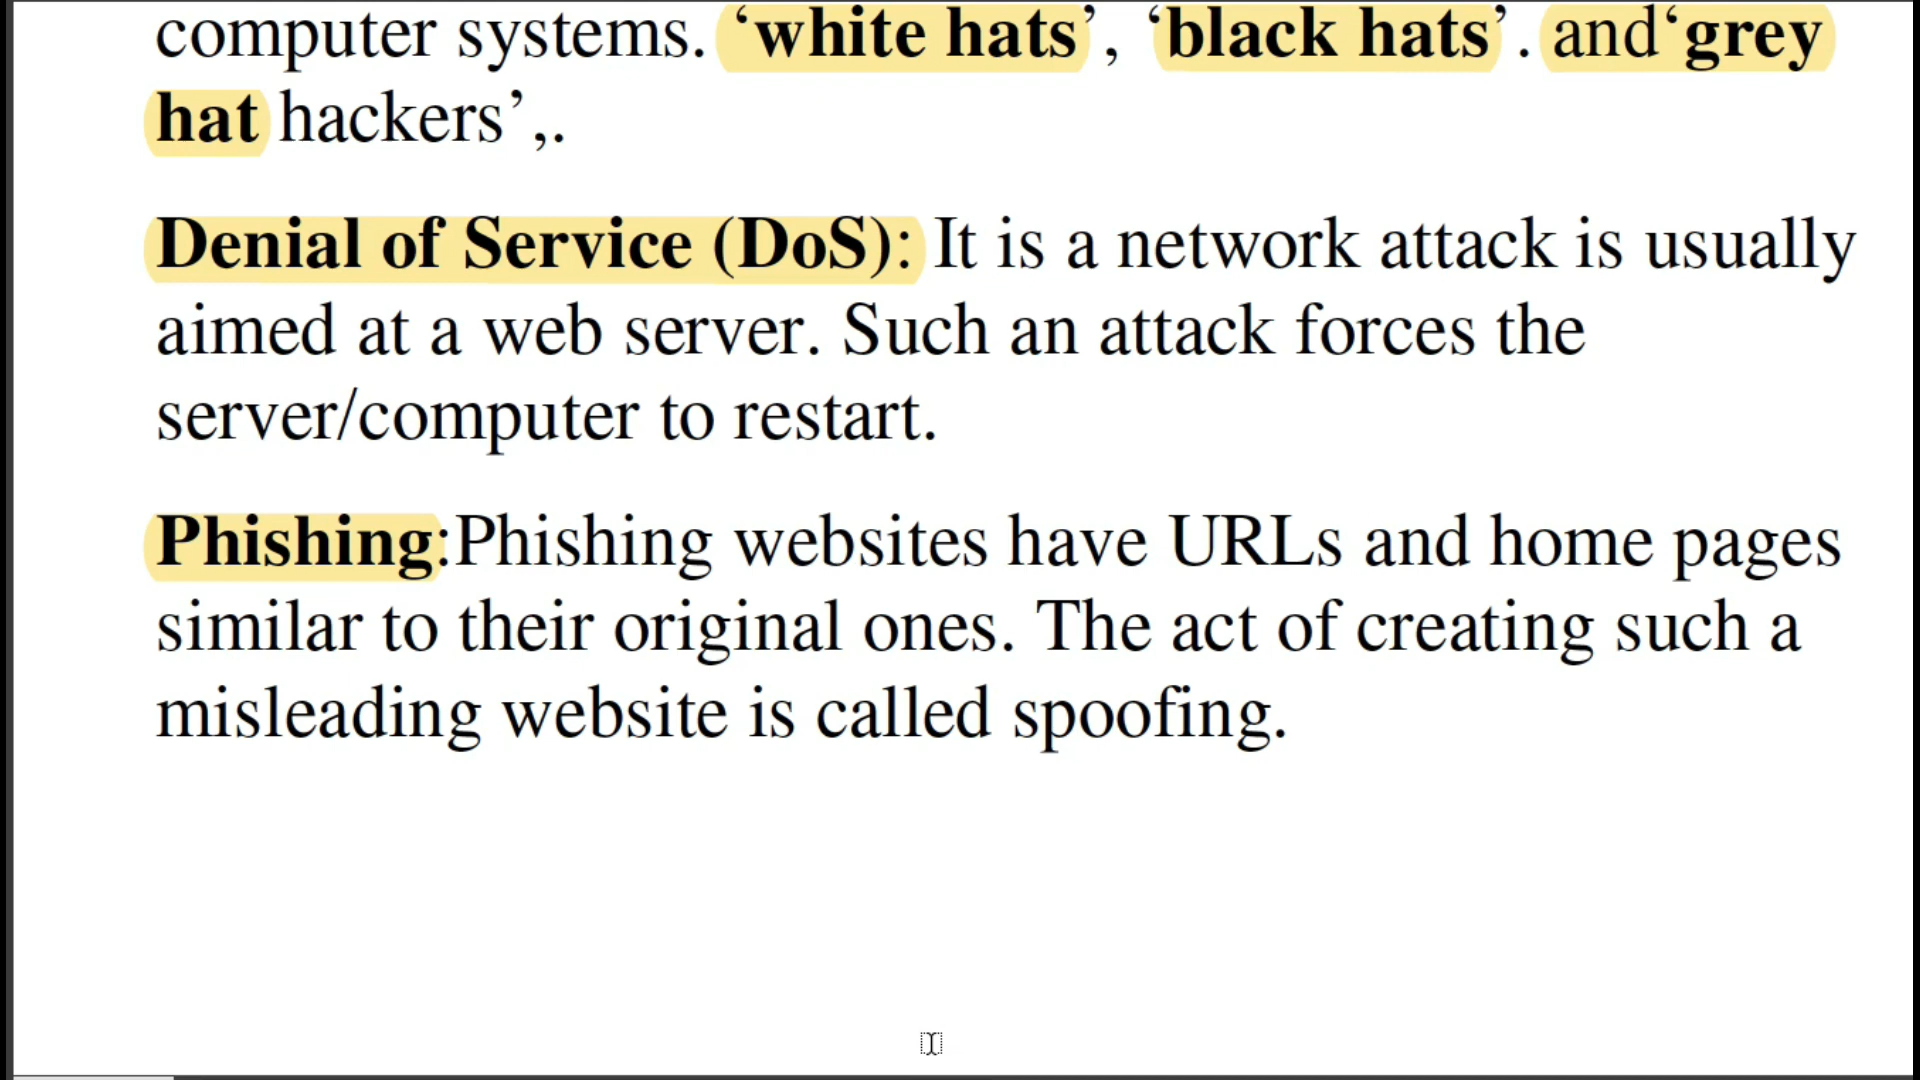 computer systems. ‘white hats’, ‘black hats’. and‘grey
hat hackers’,.
Denial of Service (DoS): It is a network attack is usually
aimed at a web server. Such an attack forces the
server/computer to restart.
Phishing:Phishing websites have URLs and home pages
similar to their original ones. The act of creating such a
misleading website is called spoofing.